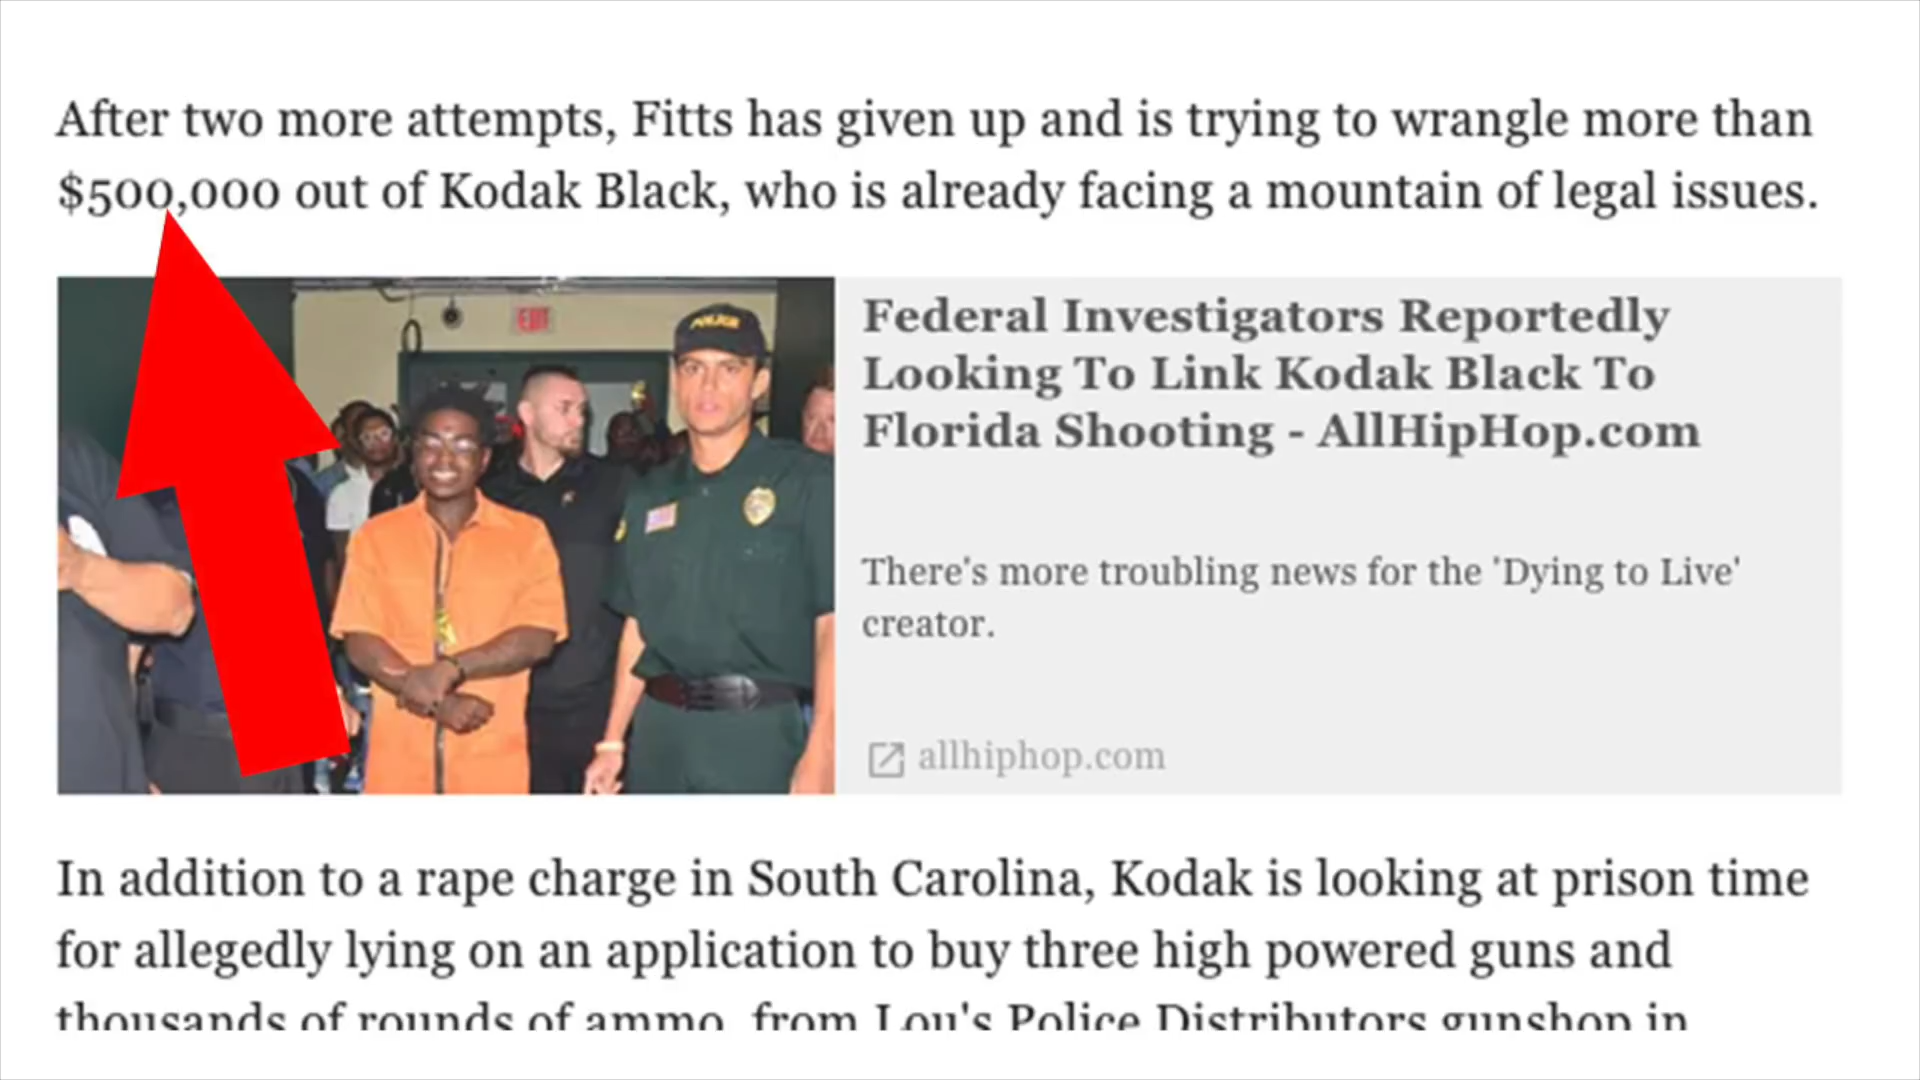 After two more attempts, Fitts has given up and is trying to wrangle more than
$500,000 out of Kodak Black, who is already facing a mountain of legal issues.
EXIT
POLICE
Federal Investigators Reportedly
Looking To Link Kodak Black To
Florida Shooting - AllHipHop.com
There's more troubling news for the 'Dying to Live'
creator.
allhiphop.com
In addition to a rape charge in South Carolina, Kodak is looking at prison time
for allegedly lying on an application to buy three high powered guns and
thousands of rounds of ammo, from Lou's Police Distributors gunshop in